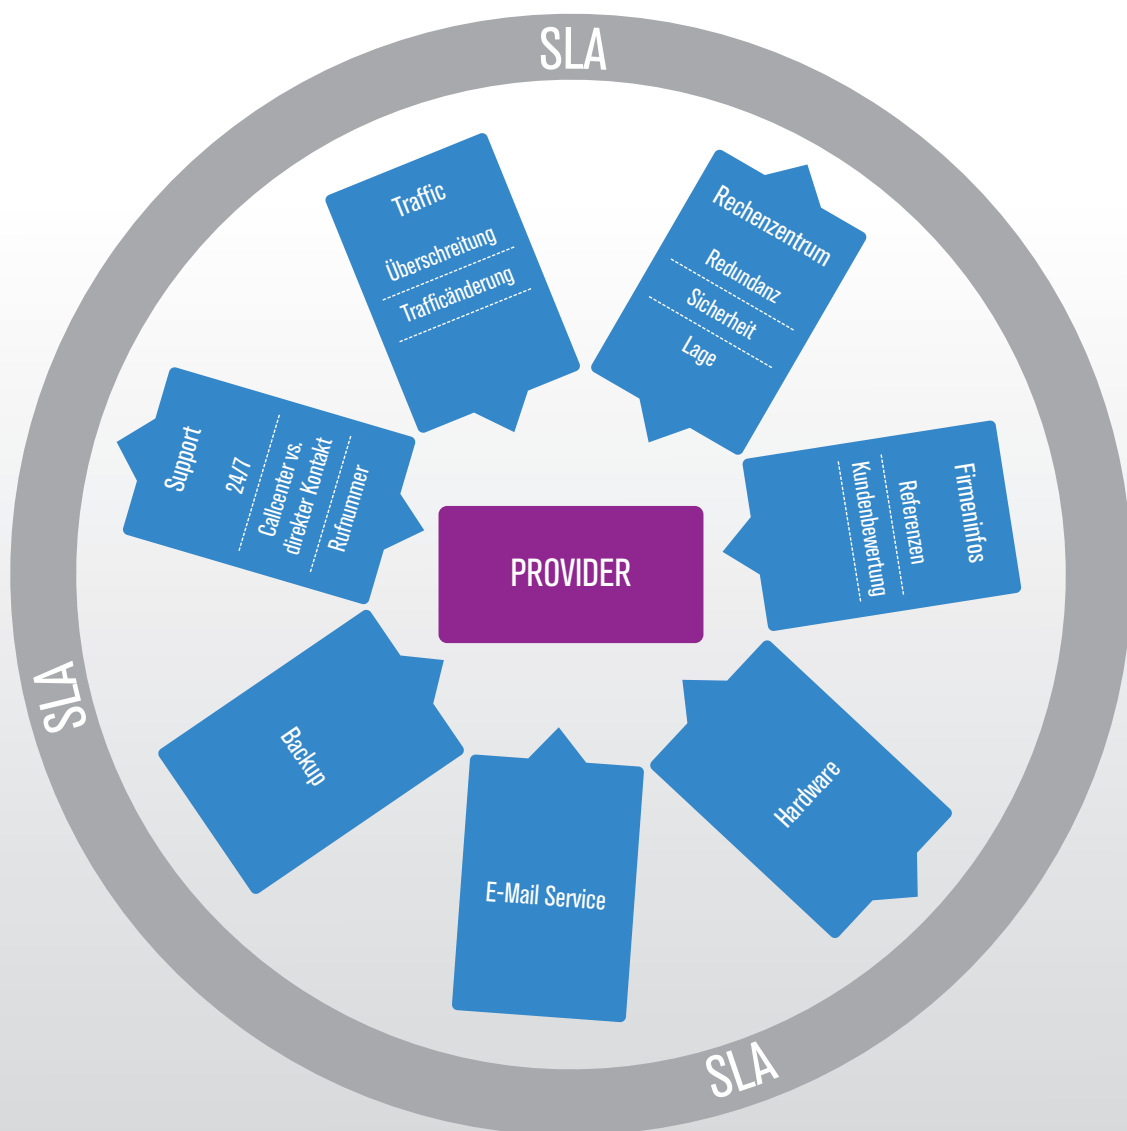 SLA
Traffic
Überschreitung
Trafficänderung
Rechenzentrum
Redundanz
Sicherheit
Lage
Support
24/7
Callcenter vs.
direkter Kontakt
Rufnummer
PROVIDER
Firmeninfos
Referenzen
Kundenbewertung
SLA
Backup
E-Mail Service
Hardware
SLA